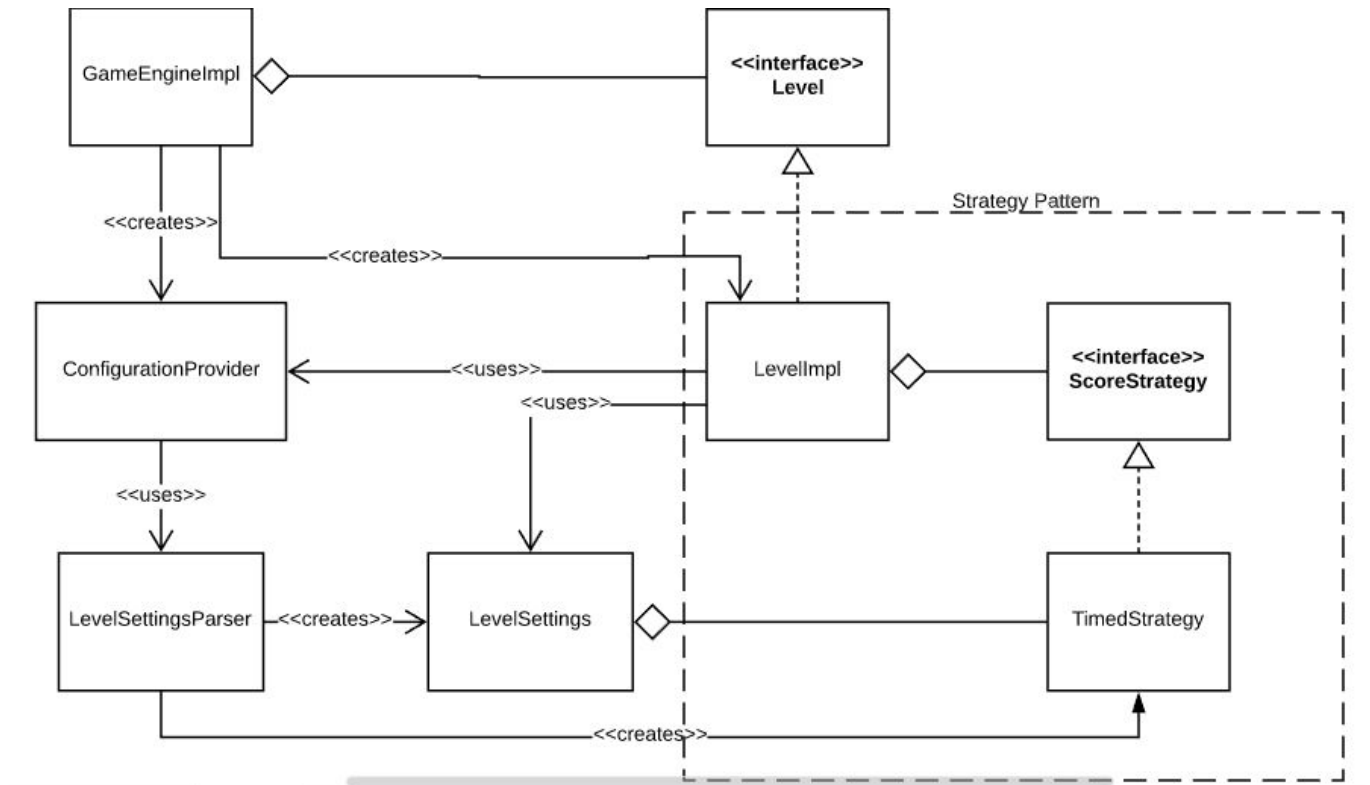 GameEngineImpl
<<interface>>
Level
<<creates>>
Strategy Pattern
<<creates>>
ConfigurationProvider
<<uses>>
LevelImpl
<<interface>>
ScoreStrategy
<<uses>>
<<uses>>
LevelSettingsParser
<<creates>>
LevelSettings
TimedStrategy
<<creates>>